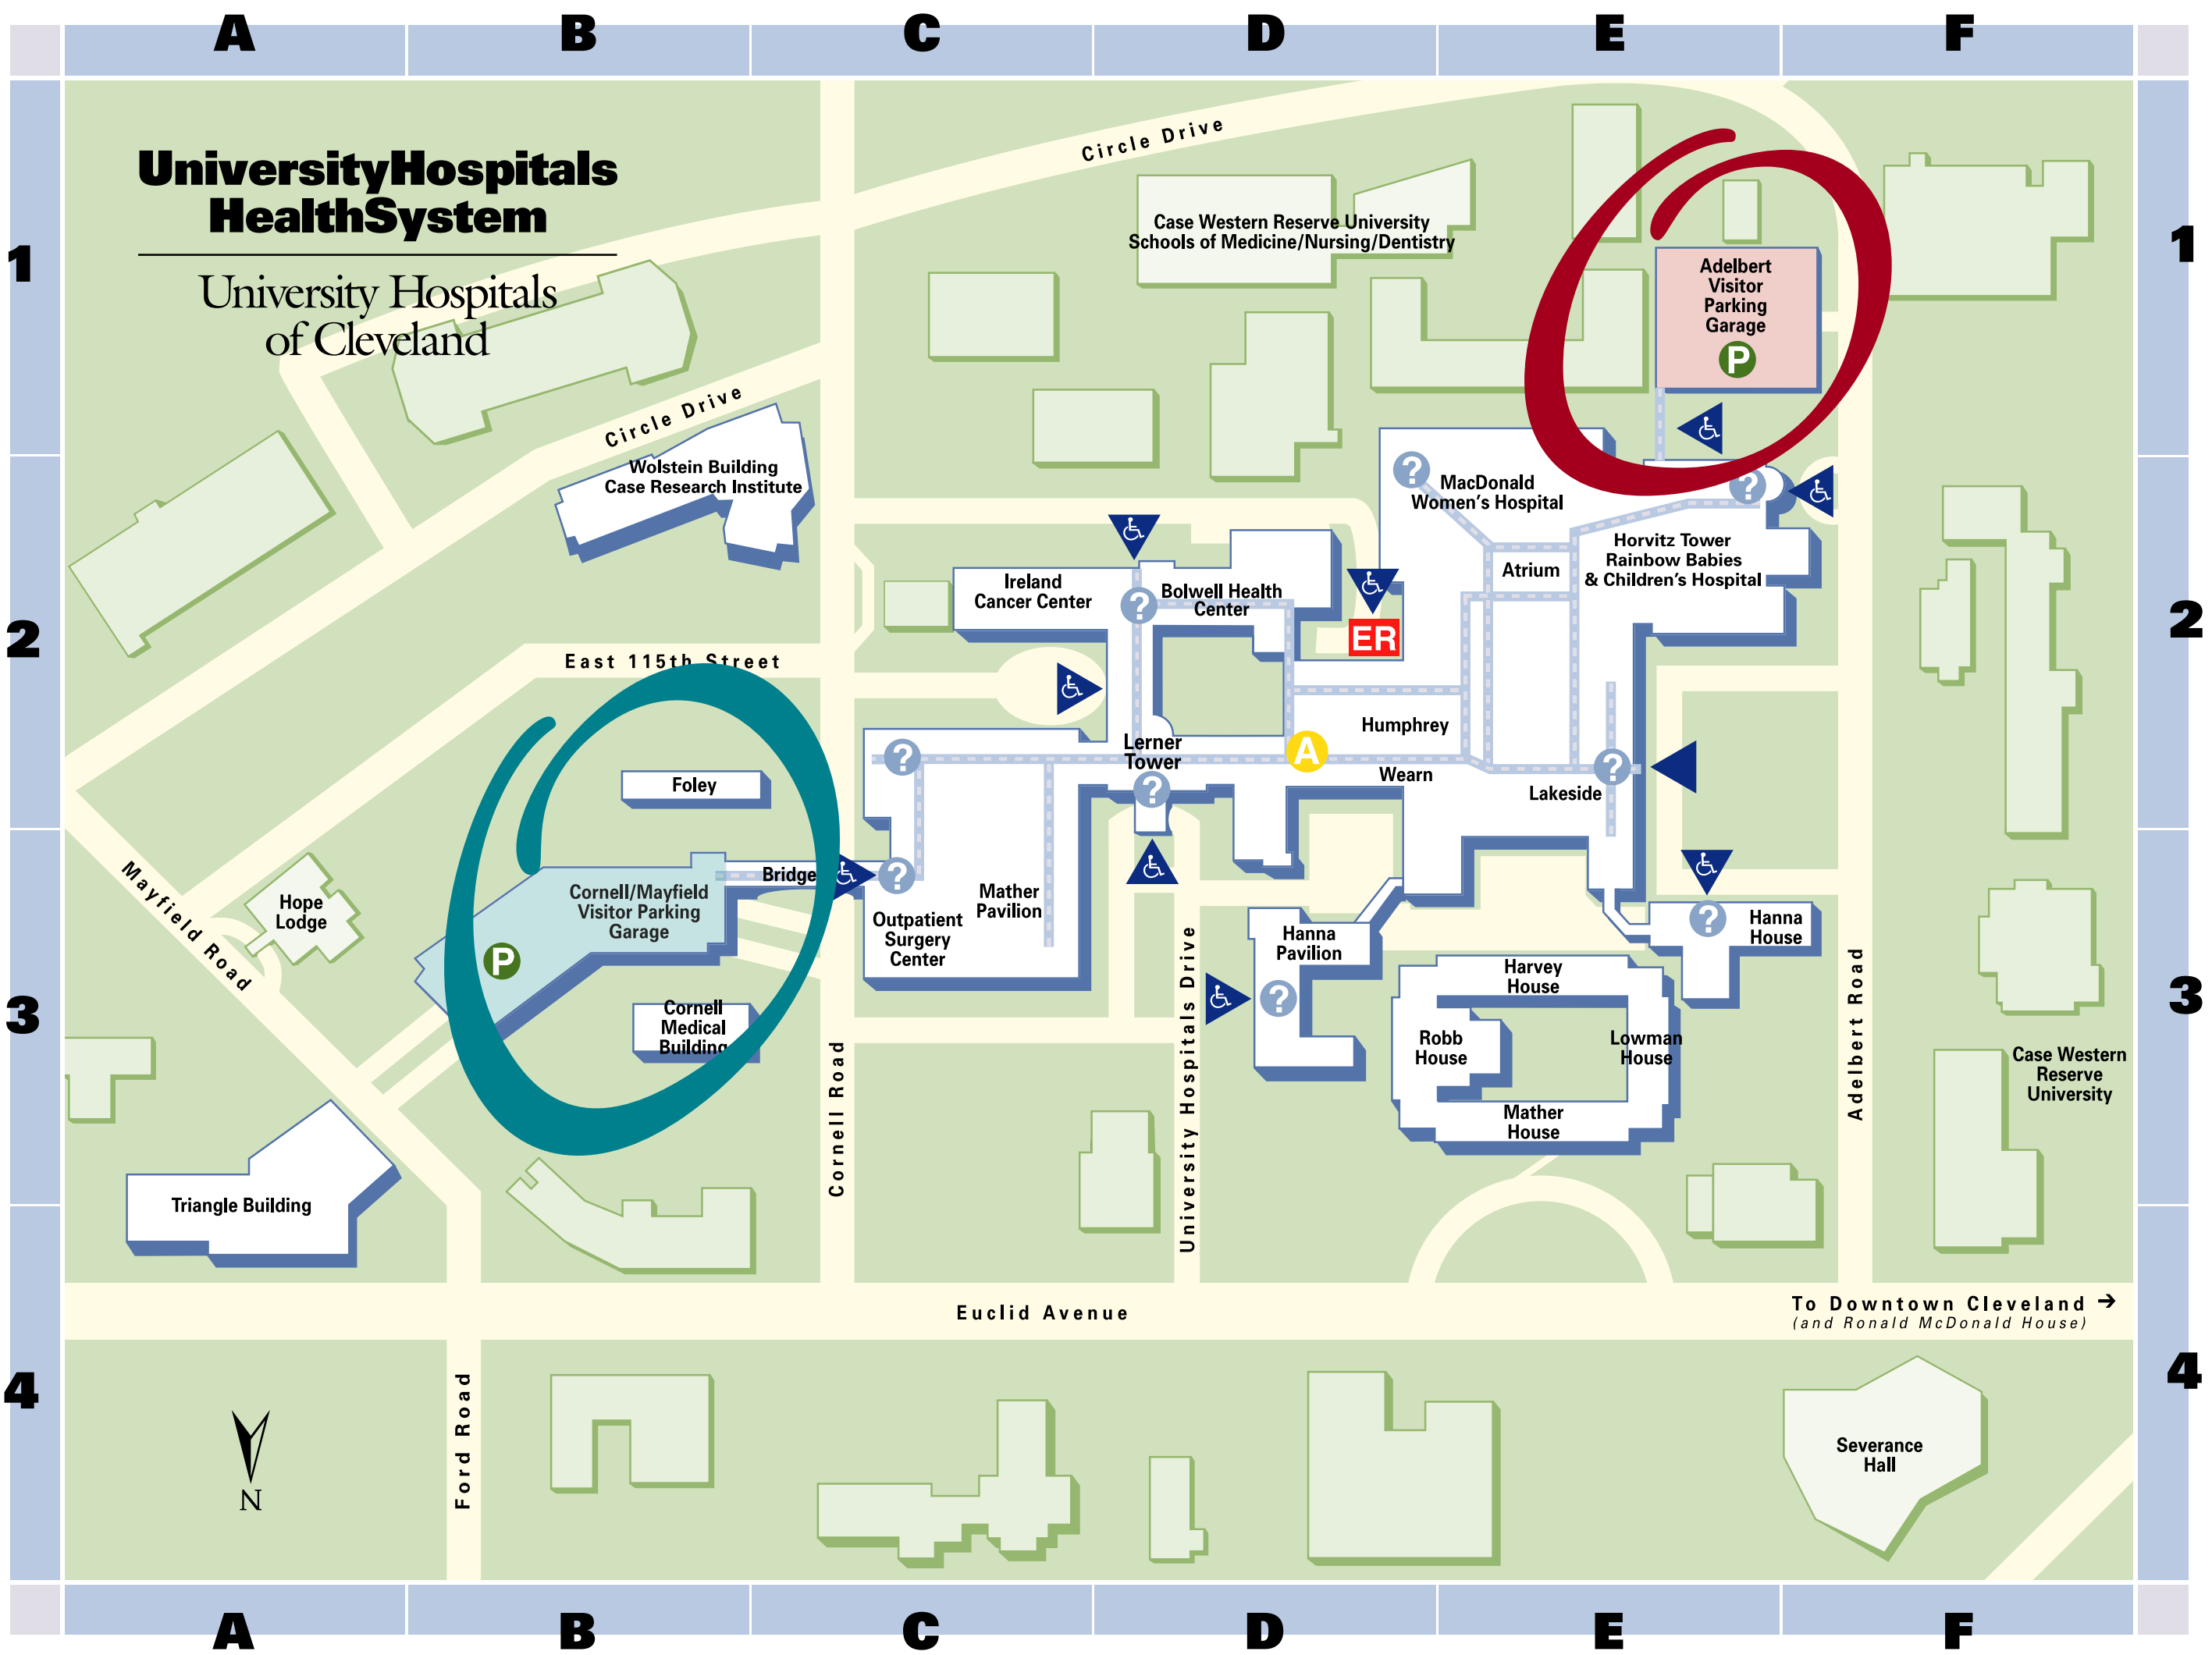 A B C D E F
UniversityHospitals
HealthSystem
University Hospitals
of Cleveland
1
1
Circle Drive
Case Western Reserve University
Schools of Medicine/Nursing/Dentistry
Adelbert
Visitor
Parking
Garage
P
Circle Drive
Wolstein Building
Case Research Institute
?
MacDonald
Women's Hospital
?
Horvitz Tower
Rainbow Babies
& Children's Hospital
Atrium
Ireland
Cancer Center
?
Bolwell Health
Center
ER
2
2
East 115th Street
Humphrey
Lerner
Tower
A
?
Wearn
?
Lakeside
?
Foley
Bridge
?
Cornell/Mayfield
Visitor Parking
Garage
P
Mather
Pavilion
Outpatient
Surgery
Center
Mayfield Road
Hope
Lodge
Hanna
Pavilion
?
?
Hanna
House
Harvey
House
Robb
House
Lowman
House
Mather
House
3
3
Cornell
Medical
Building
Cornell Road
University Hospitals Drive
Adelbert Road
Case Western
Reserve
University
Triangle Building
Euclid Avenue
To Downtown Cleveland ➔
(and Ronald McDonald House)
4
4
Ford Road
N
Severance
Hall
A B C D E F